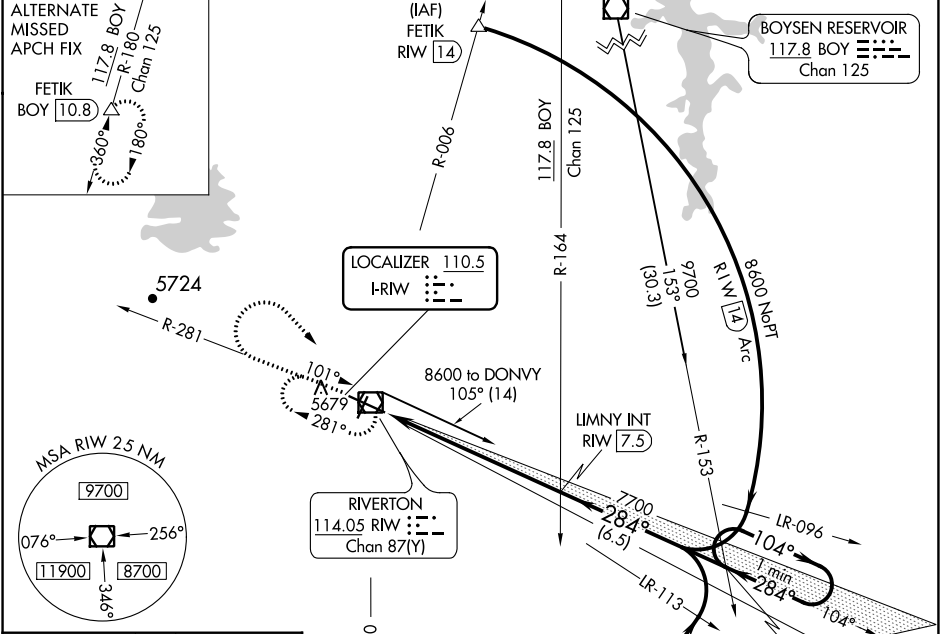 ALTERNATE
MISSED
APCH FIX
117.8 BOY
R-180
Chan 125
FETIK
BOY 10.8
360°
180°
(IAF)
FETIK
RIW 14
R-006
117.8 BOY
Chan 125
R-164
BOYSEN RESERVOIR
117.8 BOY
Chan 125
9700
153°
(30.3)
R-153
8600 NoPT
RIW 14 Arc
LOCALIZER 110.5
I-RIW
5724
R-281
101°
5679
281°
8600 to DONVY
105° (14)
LIMNY INT
RIW 7.5
RIVERTON
114.05 RIW
Chan 87(Y)
7700
284°
(6.5)
LR-096
104°
1 min
284°
104°
LR-113
MSA RIW 25 NM
9700
076°
256°
11900
8700
346°
0